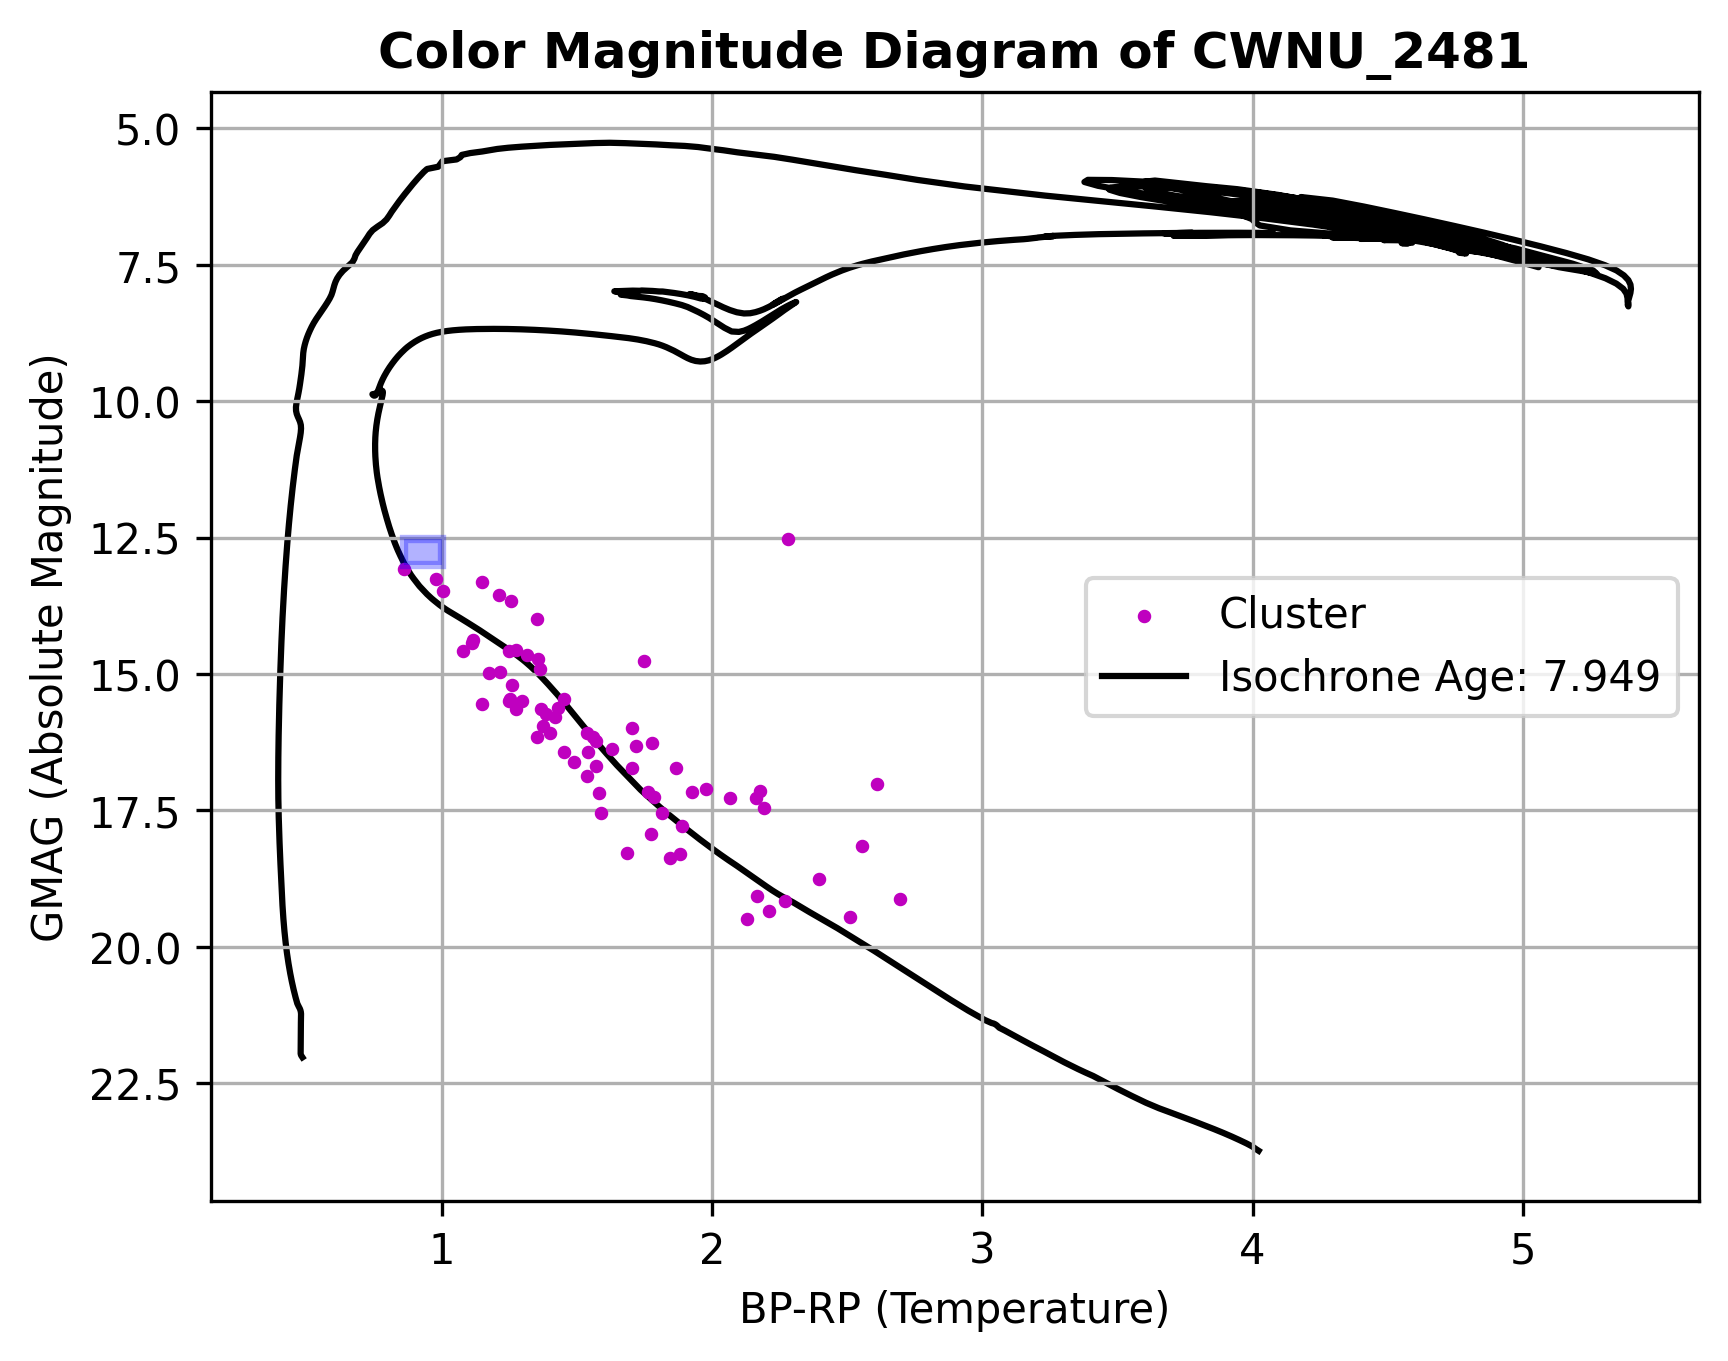 Color Magnitude Diagram of CWNU_2481
GMAG (Absolute Magnitude)
5.0
7.5
10.0
12.5
15.0
17.5
20.0
22.5
Cluster
Isochrone Age: 7.949
1 2 3 4 5
BP-RP (Temperature)